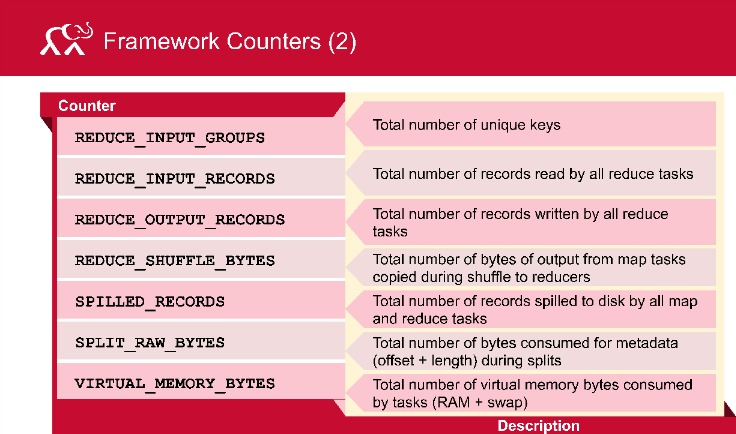 Framework Counters (2)
Counter
REDUCE_INPUT_GROUPS
Total number of unique keys
REDUCE_INPUT_RECORDS
Total number of records read by all reduce tasks
REDUCE_OUTPUT_RECORDS
Total number of records written by all reduce
tasks
REDUCE_SHUFFLE_BYTES
Total number of bytes of output from map tasks
copied during shuffle to reducers
SPILLED_RECORDS
Total number of records spilled to disk by all map
and reduce tasks
SPLIT_RAW_BYTES
Total number of bytes consumed for metadata
(offset + length) during splits
VIRTUAL_MEMORY_BYTES
Total number of virtual memory bytes consumed
by tasks (RAM + swap)
Description